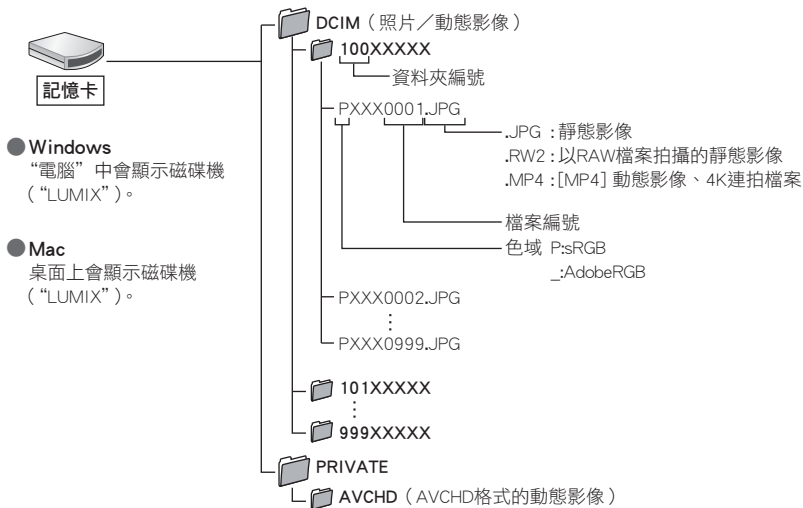 DCIM（照片／動態影像）
100XXXXX
資料夾編號
記憶卡
PXXX0001.JPG
.JPG：靜態影像
.RW2：以RAW檔案拍攝的靜態影像
.MP4：[MP4] 動態影像、4K連拍檔案
●Windows
“電腦”中會顯示磁碟機
（“LUMIX”）。
檔案編號
色域 P:sRGB
_:AdobeRGB
●Mac
桌面上會顯示磁碟機
（“LUMIX”）。
PXXX0002.JPG
⋮
PXXX0999.JPG
101XXXXX
⋮
999XXXXX
PRIVATE
AVCHD（AVCHD格式的動態影像）